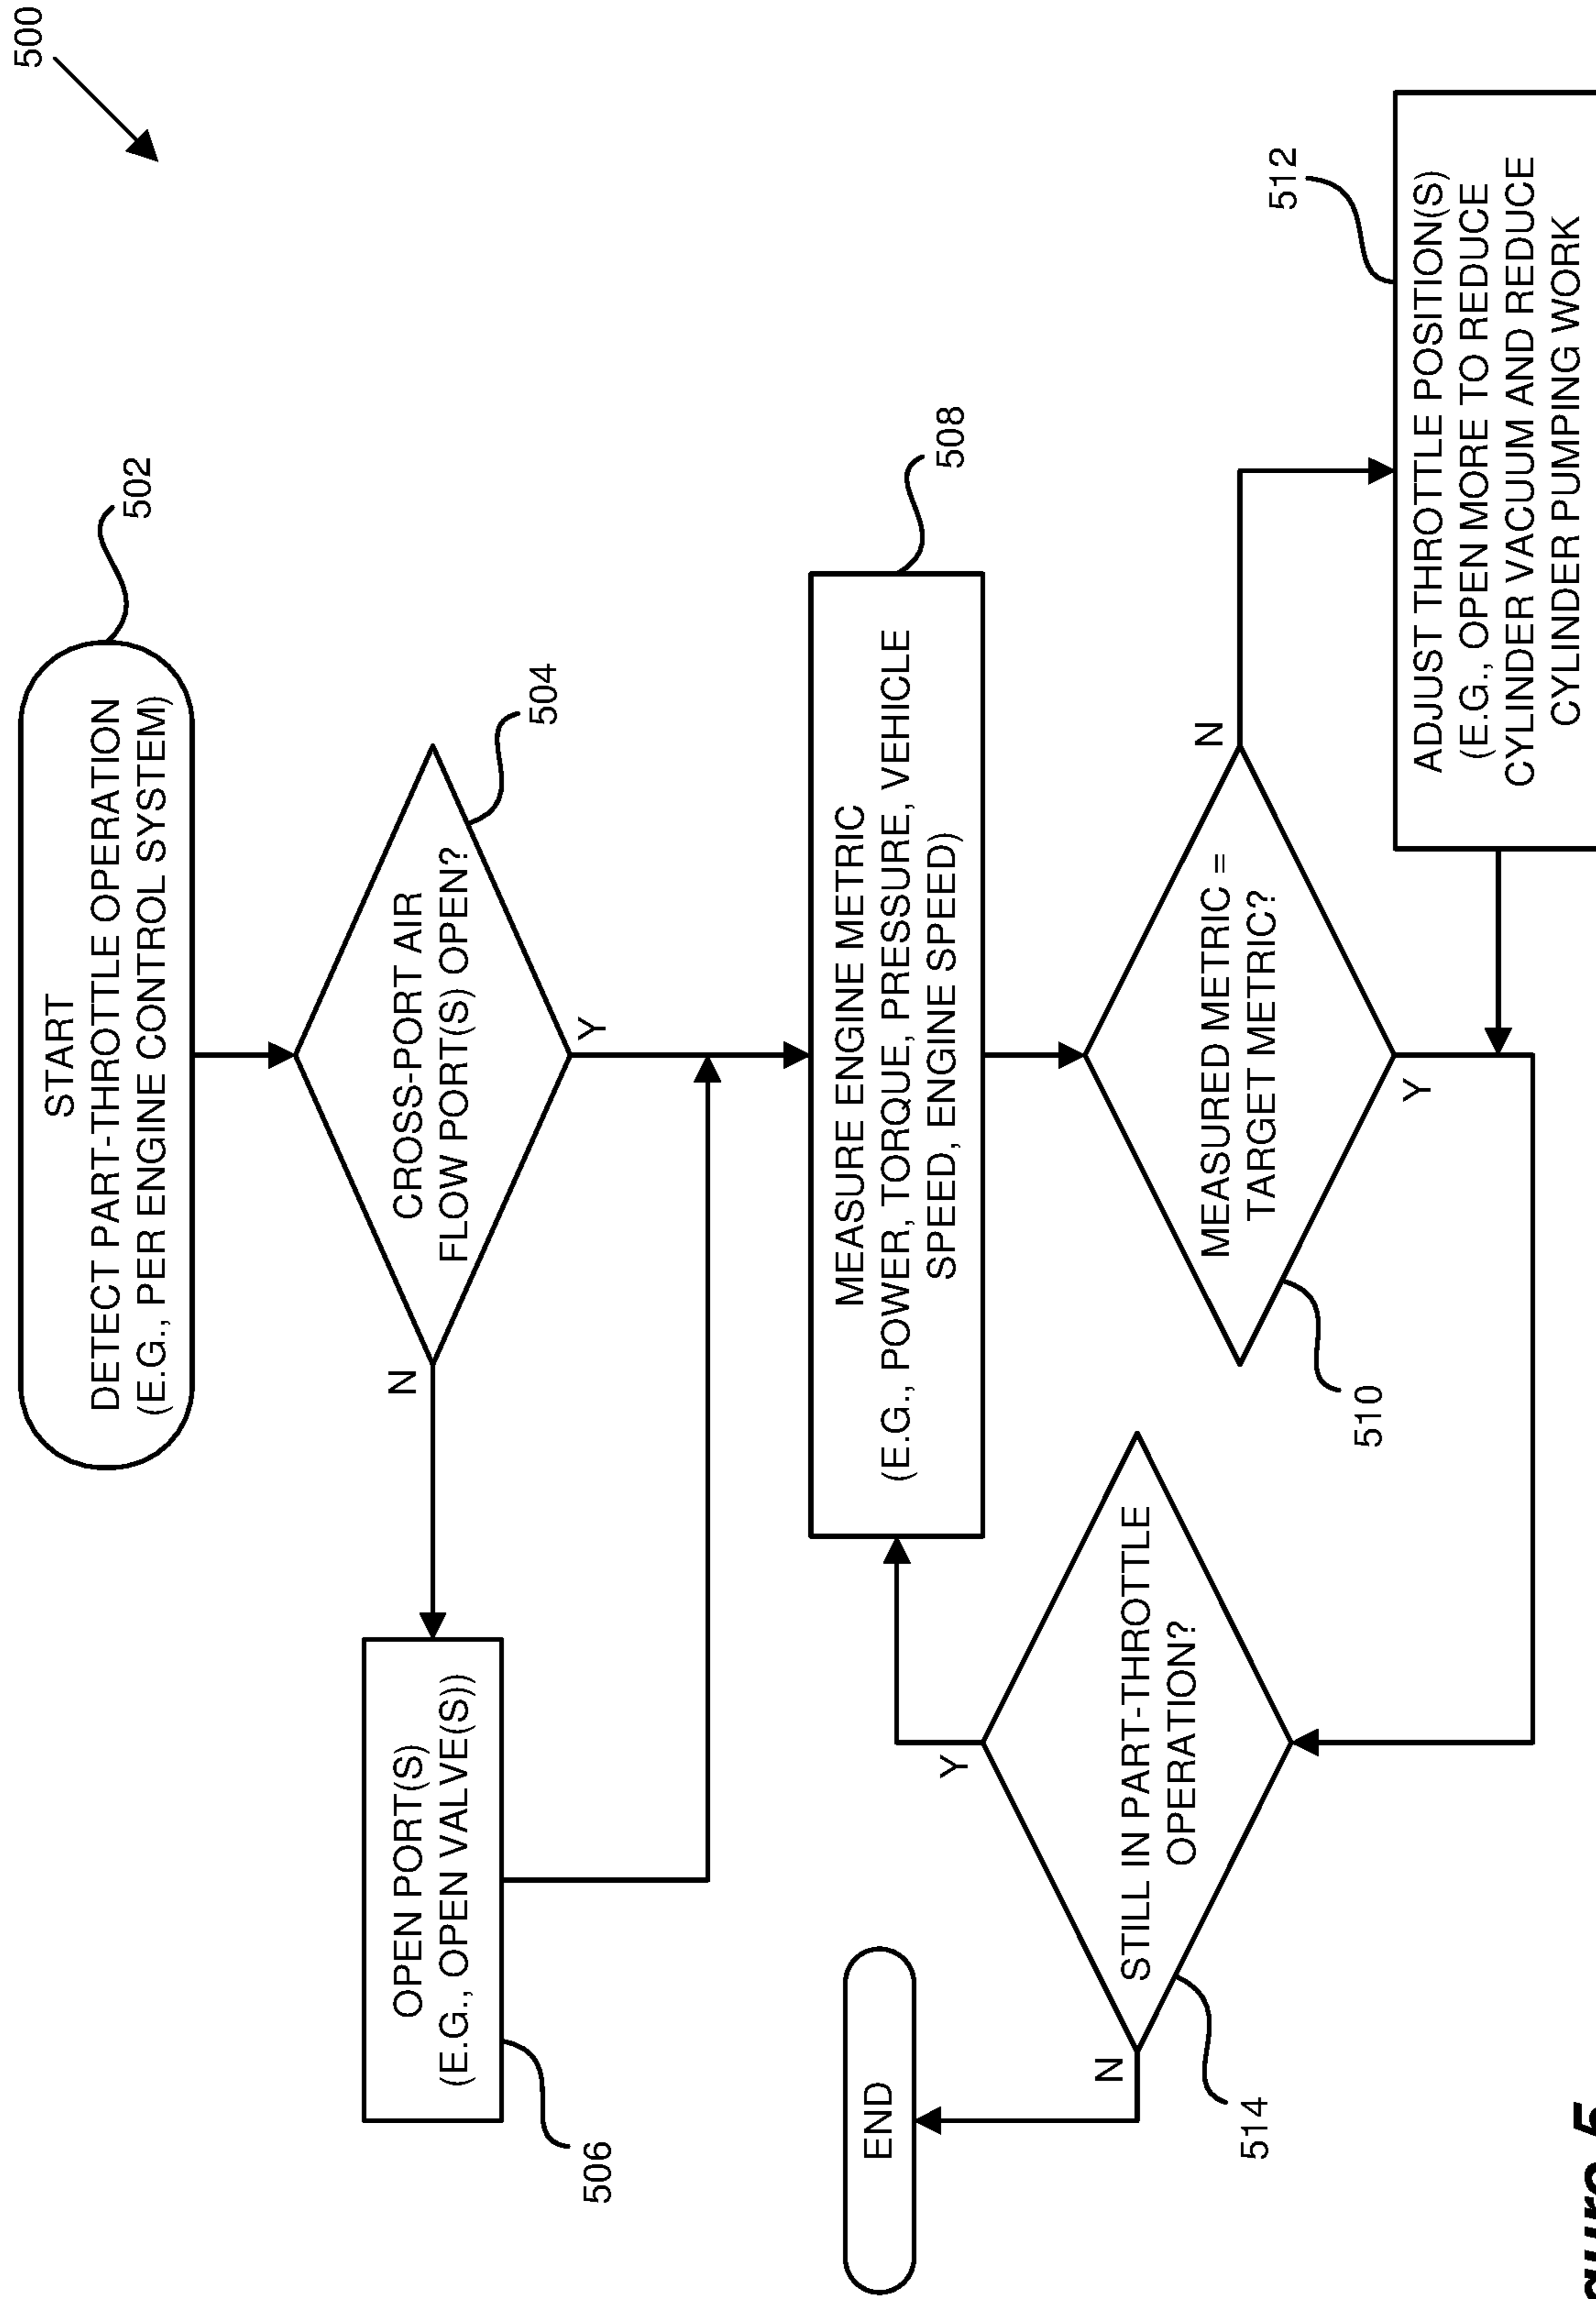 500
START
DETECT PART-THROTTLE OPERATION
(E.G., PER ENGINE CONTROL SYSTEM)
502
CROSS-PORT AIR
FLOW PORT(S) OPEN?
504
N
Y
OPEN PORT(S)
(E.G., OPEN VALVE(S))
506
MEASURE ENGINE METRIC
(E.G., POWER, TORQUE, PRESSURE, VEHICLE
SPEED, ENGINE SPEED)
508
MEASURED METRIC =
TARGET METRIC?
510
N
Y
ADJUST THROTTLE POSITION(S)
(E.G., OPEN MORE TO REDUCE
CYLINDER VACUUM AND REDUCE
CYLINDER PUMPING WORK
512
STILL IN PART-THROTTLE
OPERATION?
514
Y
N
END